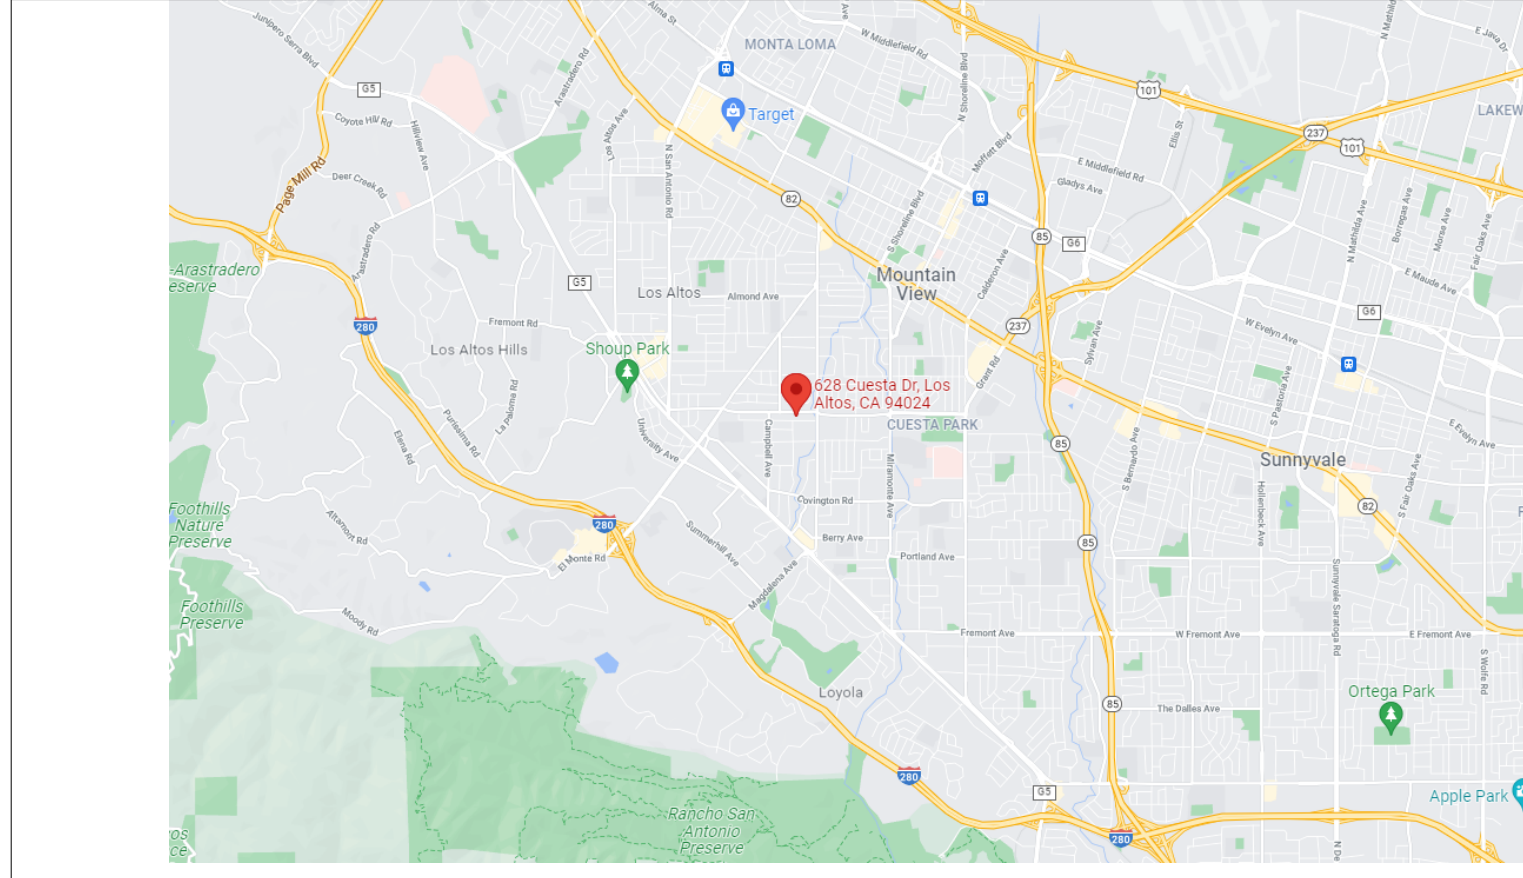 Junipero Serra Blvd
Alma St
Ave
W Middlefield Rd
N Mathild
E Java Dr
MONTA LOMA
Arastradero Rd
N Shoreline Blvd
G5
101
Coyote Hill Rd
Hillview Ave
Los Altos Ave
Target
LAKEW
237
101
Ellis St
Moffett Blvd
E Middlefield Rd
Gladys Ave
Page Mill Rd
Deer Creek Rd
N San Antonio Rd
82
S Shoreline Blvd
85
G6
N Mathilda Ave
Borregas Ave
Morse Ave
Fair Oaks Ave
Arastradero Rd
-Arastradero
eserve
G5
Los Altos
Almond Ave
Mountain
View
Calderon Ave
E Maude Ave
280
Fremont Rd
Los Altos Hills
Shoup Park
237
Sylvan Ave
G6
W Evelyn Ave
628 Cuesta Dr, Los
Altos, CA 94024
Grant Rd
S Pastoria Ave
La Paloma Rd
Purissima Rd
Elena Rd
University Ave
Campbell Ave
CUESTA PARK
85
S Bernardo Ave
E Evelyn Ave
Sunnyvale
Miramonte Ave
Hollenbeck Ave
S Fair Oaks Ave
82
F
Foothills
Nature
Preserve
Altamont Rd
280
Covington Rd
Summerhill Ave
Berry Ave
85
El Monte Rd
Portland Ave
Magdalena Ave
Sunnyvale Saratoga Rd
Foothills
Preserve
Moody Rd
Fremont Ave
W Fremont Ave
E Fremont Ave
S Wolfe Rd
Loyola
Ortega Park
85
The Dalles Ave
280
G5
Apple Park
Rancho San
Antonio
Preserve
os
ce
280
N De